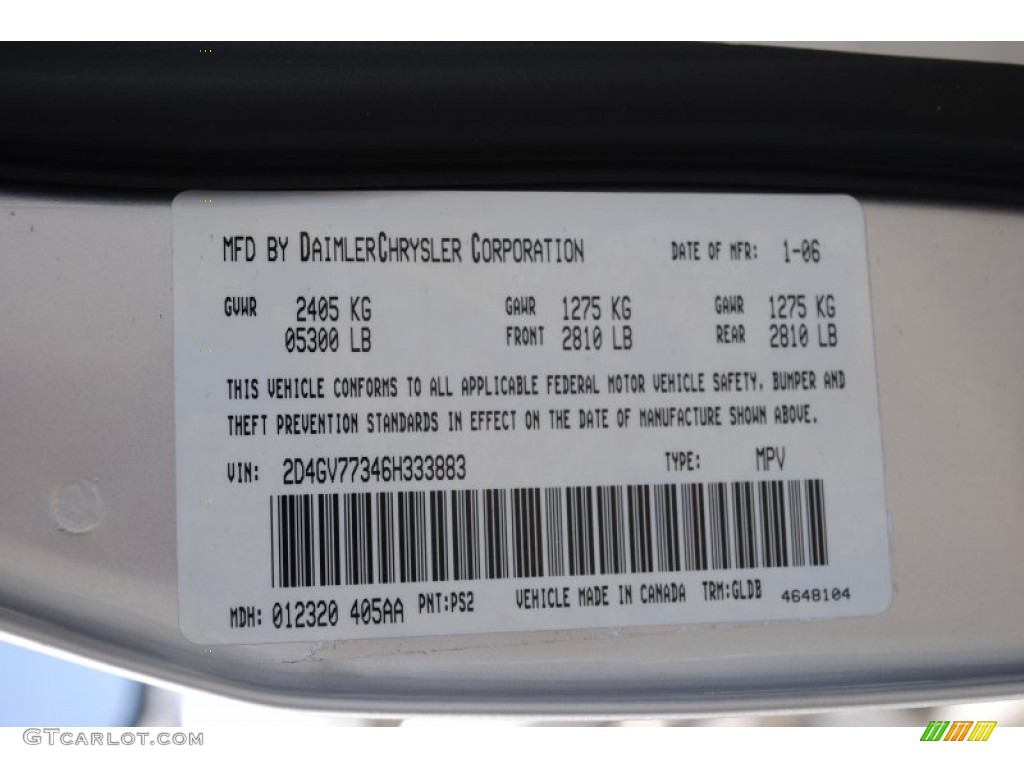 MFD BY DAIMLERCHRYSLER CORPORATION DATE OF MFR: 1-06
GVWR 2405 KG GAWR 1275 KG GAWR 1275 KG
05300 LB FRONT 2810 LB REAR 2810 LB
THIS VEHICLE CONFORMS TO ALL APPLICABLE FEDERAL MOTOR VEHICLE SAFETY, BUMPER AND
THEFT PREVENTION STANDARDS IN EFFECT ON THE DATE OF MANUFACTURE SHOWN ABOVE.
VIN: 2D4GV77346H333883 TYPE: MPV
MDH: 012320 405AA PNT:PS2 VEHICLE MADE IN CANADA TRM:GLDB 4648104
GTCARLOT.COM